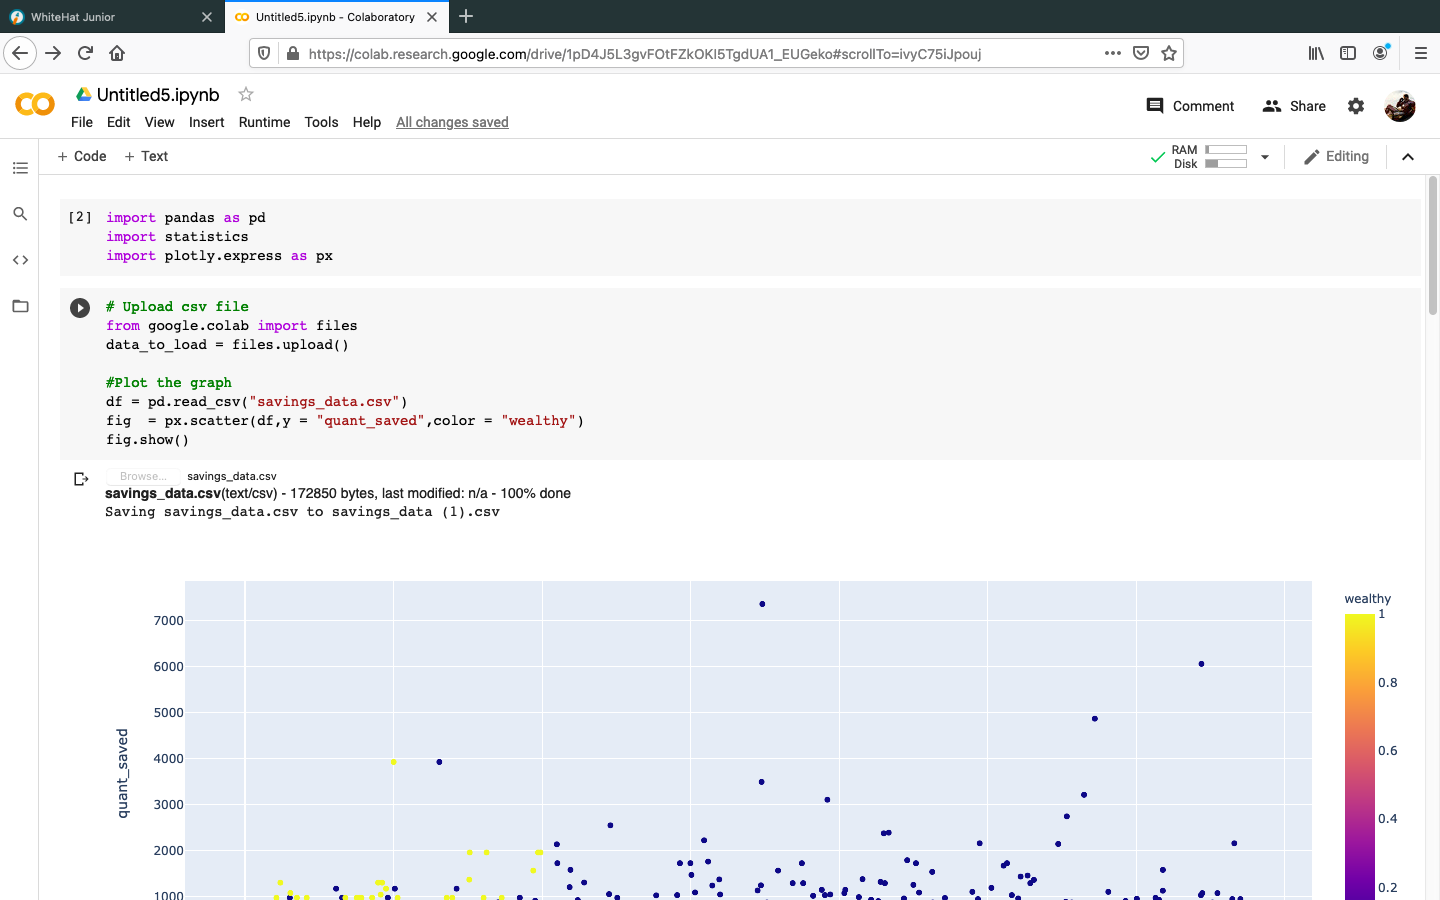 WhiteHat Junior
Untitled5.ipynb - Colaboratory
https://colab.research.google.com/drive/1pD4J5L3gvFOtFZkOKI5TgdUA1_EUGeko#scrollTo=ivyC75iJpouj
Untitled5.ipynb
Comment
Share
File Edit View Insert Runtime Tools Help All changes saved
+ Code + Text
RAM
Disk
Editing
[2] import pandas as pd
import statistics
import plotly.express as px
# Upload csv file
from google.colab import files
data_to_load = files.upload()
#Plot the graph
df = pd.read_csv("savings_data.csv")
fig  = px.scatter(df,y = "quant_saved",color = "wealthy")
fig.show()
Browse... savings_data.csv
savings_data.csv(text/csv) - 172850 bytes, last modified: n/a - 100% done
Saving savings_data.csv to savings_data (1).csv
wealthy
1
0.8
0.6
0.4
0.2
7000
6000
5000
4000
3000
2000
1000
quant_saved